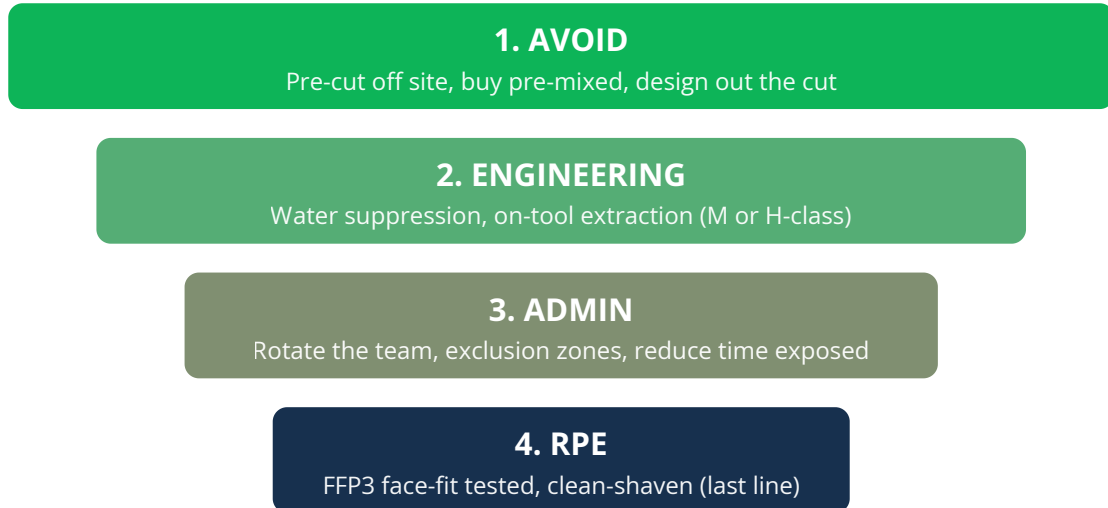 1. AVOID
Pre-cut off site, buy pre-mixed, design out the cut
2. ENGINEERING
Water suppression, on-tool extraction (M or H-class)
3. ADMIN
Rotate the team, exclusion zones, reduce time exposed
4. RPE
FFP3 face-fit tested, clean-shaven (last line)